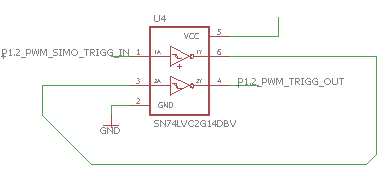 U4
VCC 5
P1.2_PWM_SIMO_TRIGG_IN 1 1A 1Y 6
3 2A 2Y 4 P1.2_PWM_TRIGG_OUT
2 GND
GND SN74LVC2G14DBV